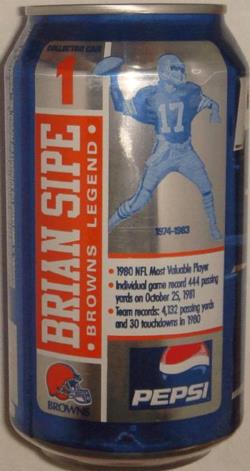 COLLECTOR CAN
1
BRIAN SIPE
• BROWNS LEGEND •
17
1974-1983
• 1980 NFL Most Valuable Player
• Individual game record 444 passing
yards on October 25, 1981
• Team records: 4,132 passing yards
and 30 touchdowns in 1980
BROWNS
PEPSI